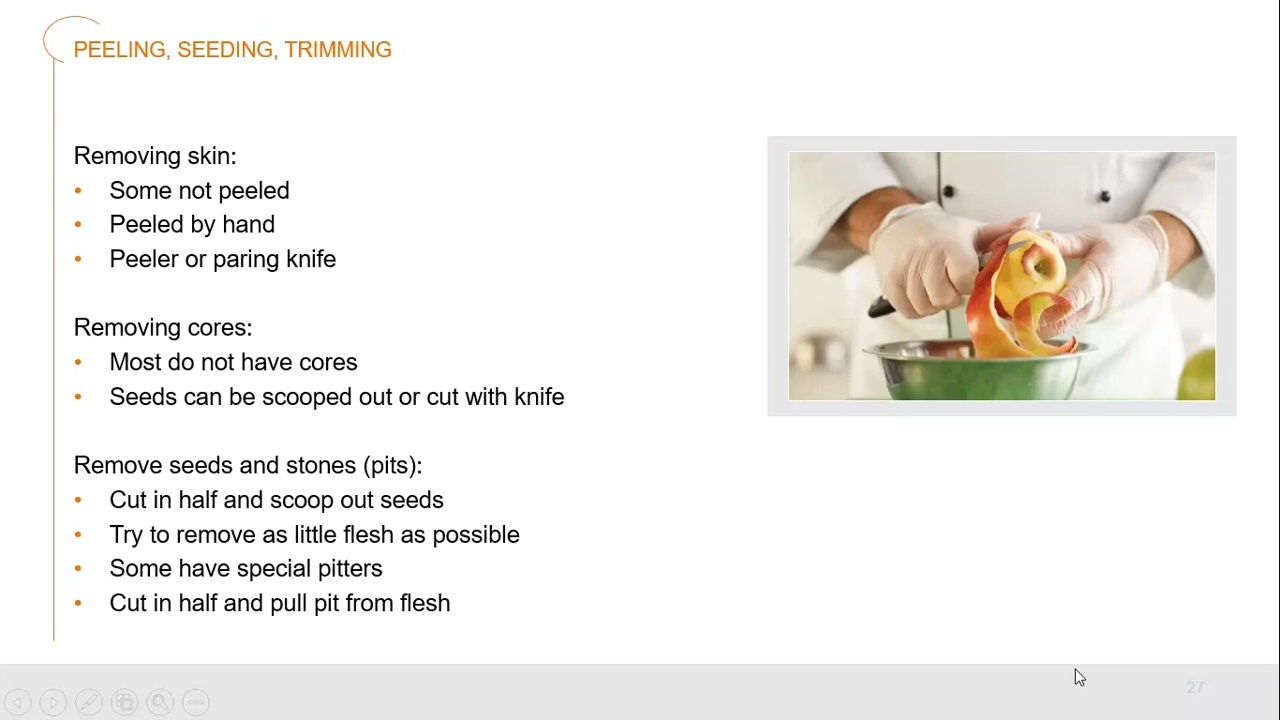 PEELING, SEEDING, TRIMMING
Removing skin:
• Some not peeled
• Peeled by hand
• Peeler or paring knife
Removing cores:
• Most do not have cores
• Seeds can be scooped out or cut with knife
Remove seeds and stones (pits):
• Cut in half and scoop out seeds
• Try to remove as little flesh as possible
• Some have special pitters
• Cut in half and pull pit from flesh
27